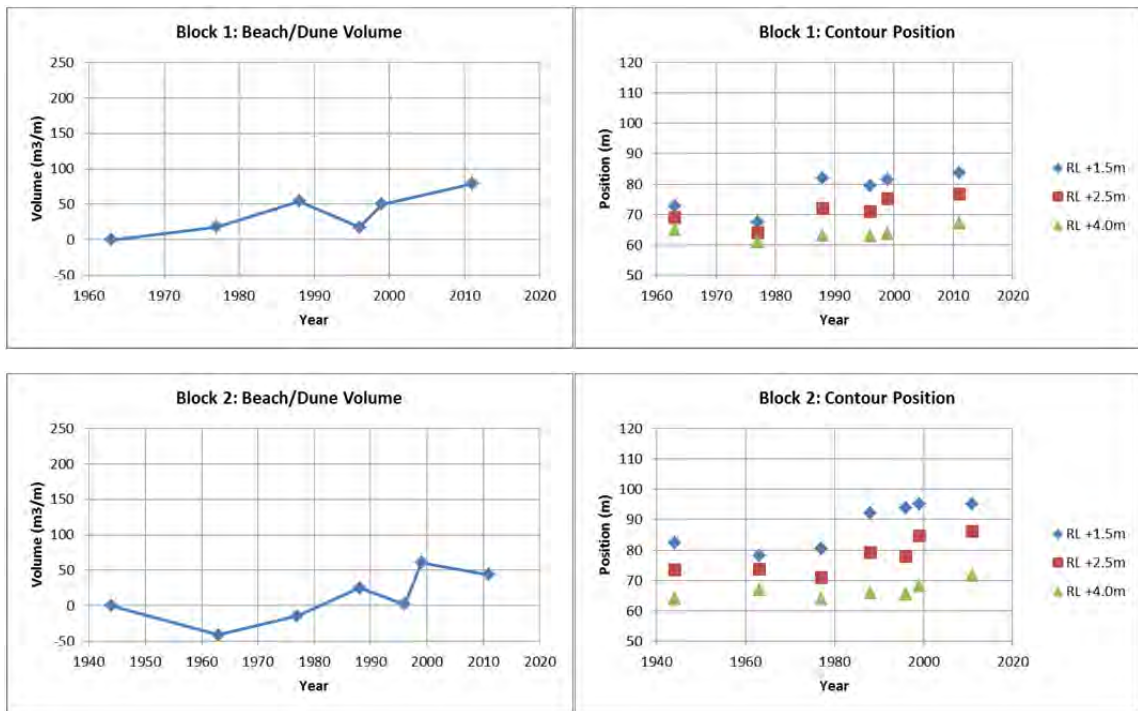 Block 1: Beach/Dune Volume
Volume (m3/m)
250
200
150
100
50
0
-50
1960 1970 1980 1990 2000 2010 2020
Year
Block 1: Contour Position
Position (m)
120
110
100
90
80
70
60
50
1960 1970 1980 1990 2000 2010 2020
Year
RL +1.5m
RL +2.5m
RL +4.0m
Block 2: Beach/Dune Volume
Volume (m3/m)
250
200
150
100
50
0
-50
1940 1950 1960 1970 1980 1990 2000 2010 2020
Year
Block 2: Contour Position
Position (m)
120
110
100
90
80
70
60
50
1940 1960 1980 2000 2020
Year
RL +1.5m
RL +2.5m
RL +4.0m